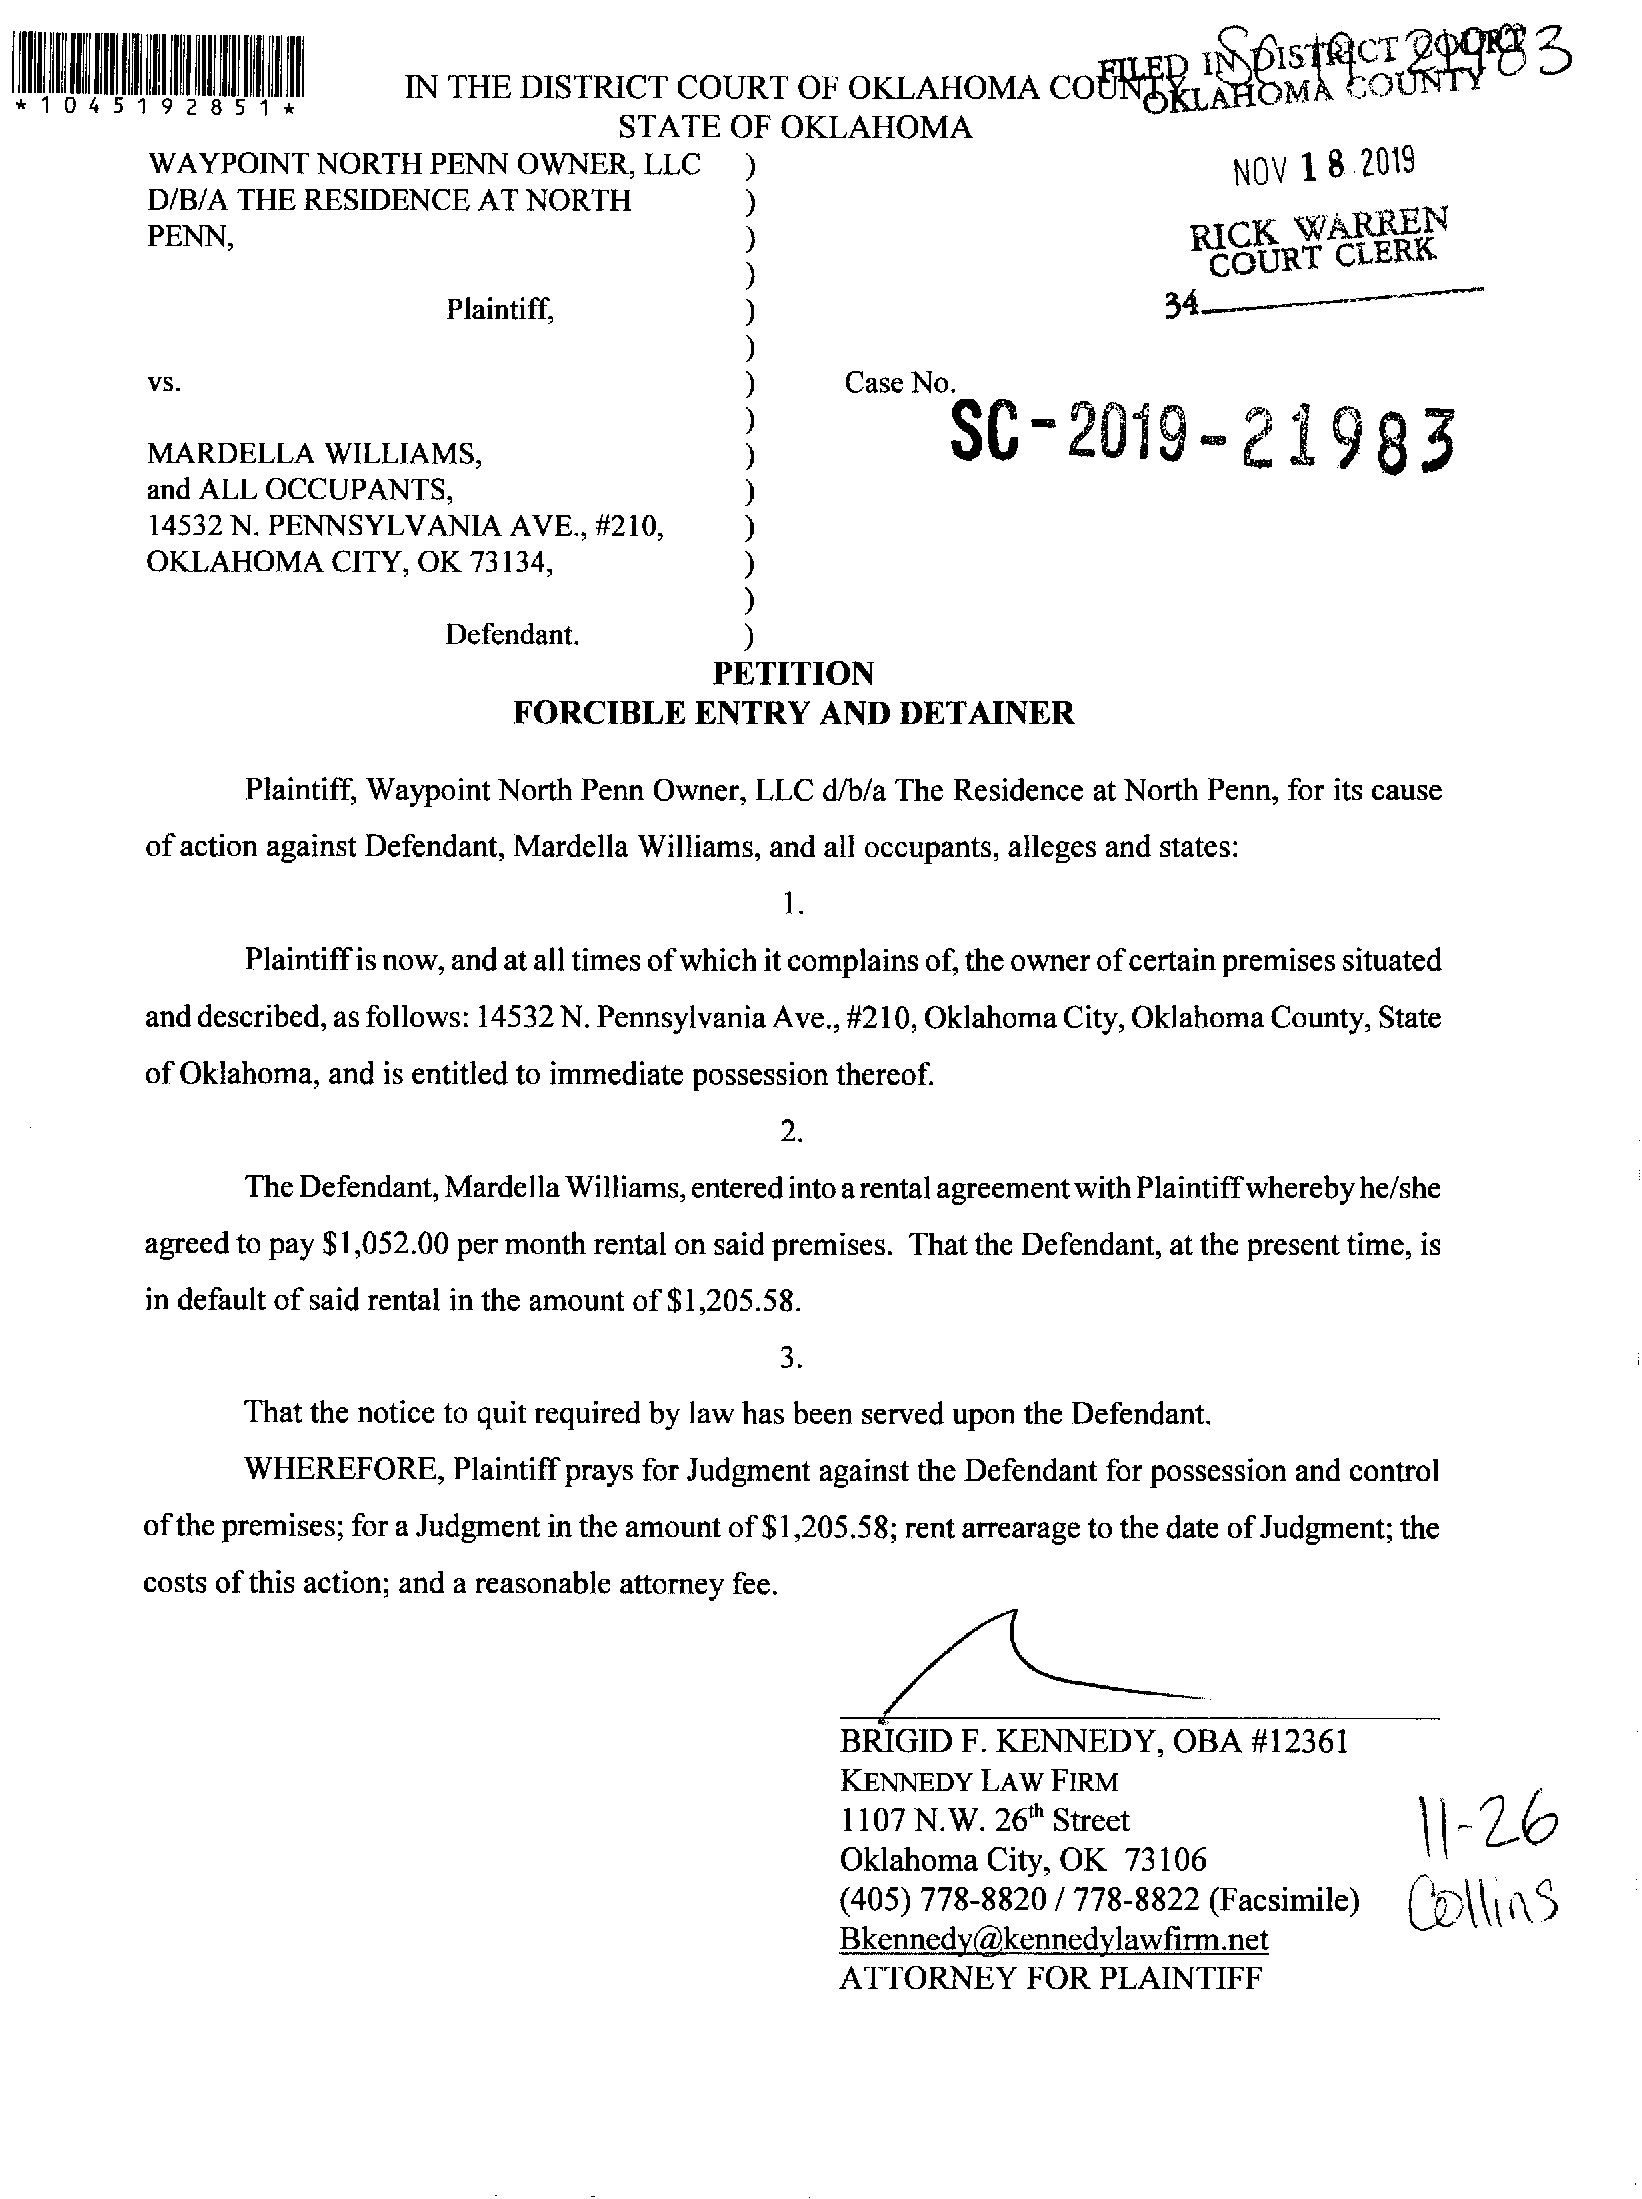 *1045192851*
SC 19 21983
IN THE DISTRICT COURT OF OKLAHOMA COUNTY
FILED IN DISTRICT COURT
OKLAHOMA COUNTY
STATE OF OKLAHOMA
NOV 18 2019
RICK WARREN
COURT CLERK
34
WAYPOINT NORTH PENN OWNER, LLC )
D/B/A THE RESIDENCE AT NORTH )
PENN, )
)
Plaintiff, )
)
vs. ) Case No.
) SC-2019-21983
MARDELLA WILLIAMS, )
and ALL OCCUPANTS, )
14532 N. PENNSYLVANIA AVE., #210, )
OKLAHOMA CITY, OK 73134, )
)
Defendant. )
PETITION
FORCIBLE ENTRY AND DETAINER
Plaintiff, Waypoint North Penn Owner, LLC d/b/a The Residence at North Penn, for its cause
of action against Defendant, Mardella Williams, and all occupants, alleges and states:
1.
Plaintiff is now, and at all times of which it complains of, the owner of certain premises situated
and described, as follows: 14532 N. Pennsylvania Ave., #210, Oklahoma City, Oklahoma County, State
of Oklahoma, and is entitled to immediate possession thereof.
2.
The Defendant, Mardella Williams, entered into a rental agreement with Plaintiff whereby he/she
agreed to pay $1,052.00 per month rental on said premises. That the Defendant, at the present time, is
in default of said rental in the amount of $1,205.58.
3.
That the notice to quit required by law has been served upon the Defendant.
WHEREFORE, Plaintiff prays for Judgment against the Defendant for possession and control
of the premises; for a Judgment in the amount of $1,205.58; rent arrearage to the date of Judgment; the
costs of this action; and a reasonable attorney fee.
BRIGID F. KENNEDY, OBA #12361
KENNEDY LAW FIRM
1107 N.W. 26th Street
Oklahoma City, OK 73106
(405) 778-8820 / 778-8822 (Facsimile)
Bkennedy@kennedylawfirm.net
ATTORNEY FOR PLAINTIFF
11-26
Collins